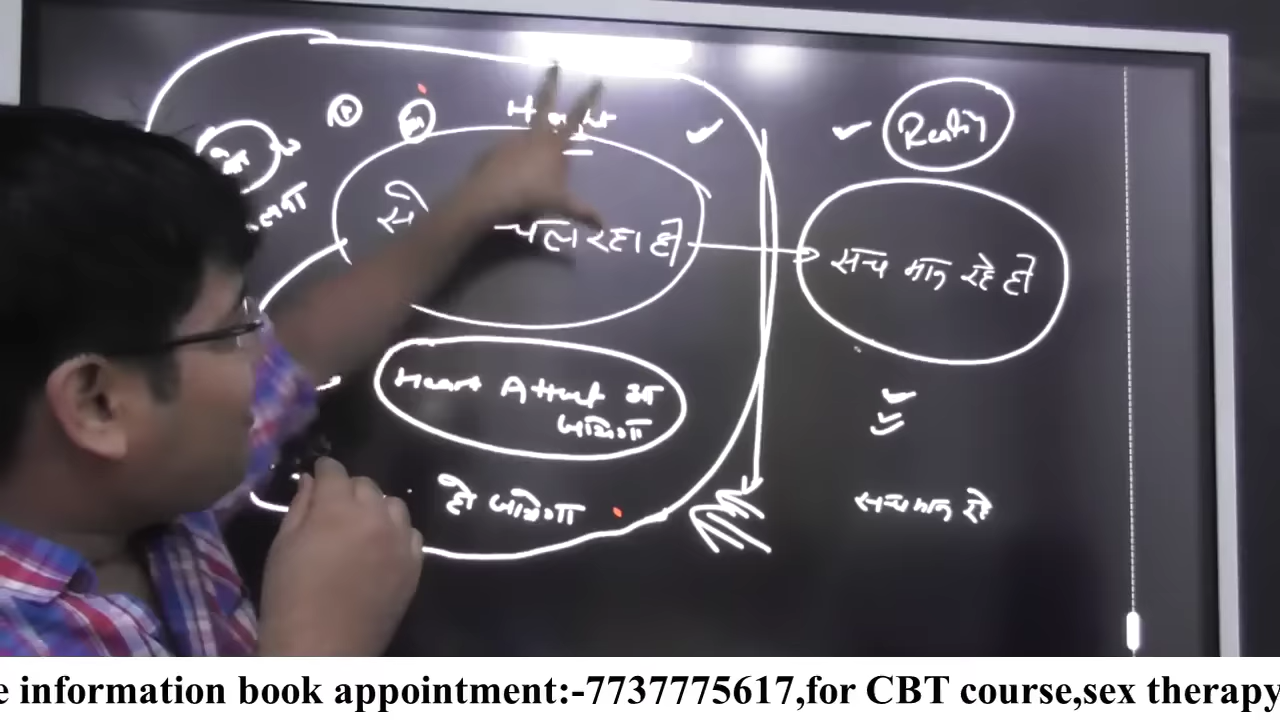 Reality
चल रहा हो
सच मान रहे हो
Heart Attack आ
जायेगा
हो जायेगा
सच मान रहे
e information book appointment:-7737775617,for CBT course,sex therapy